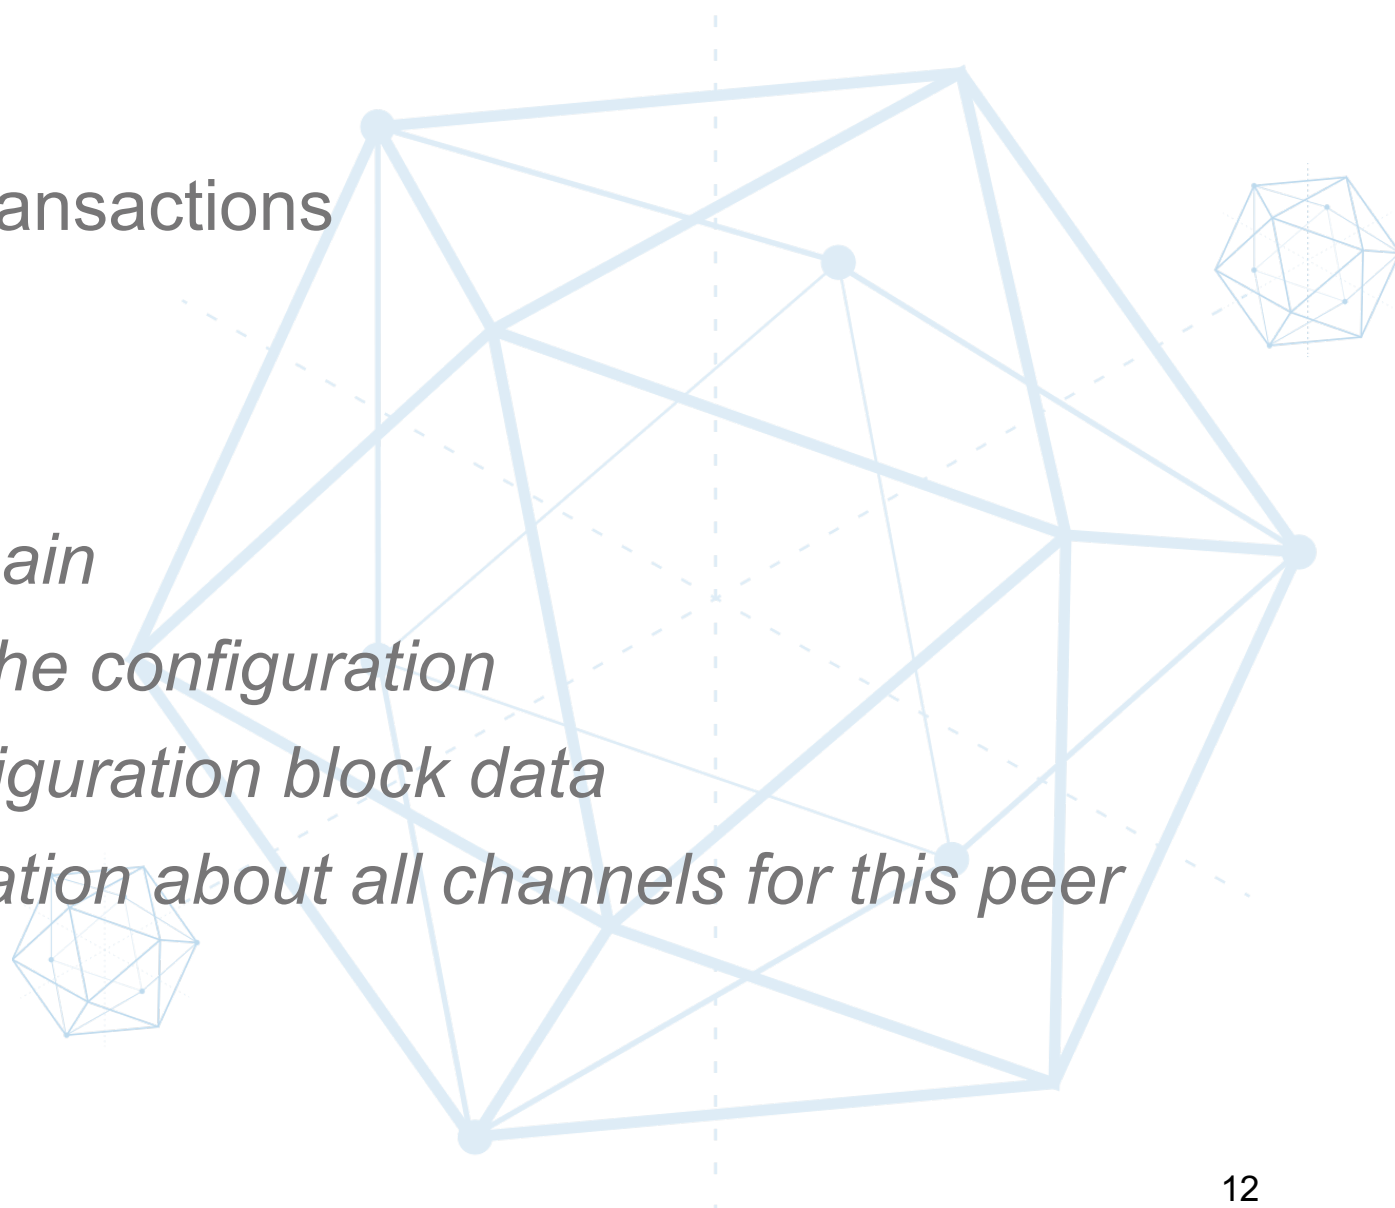 ansactions
ain
he configuration
iguration block data
ation about all channels for this peer
12